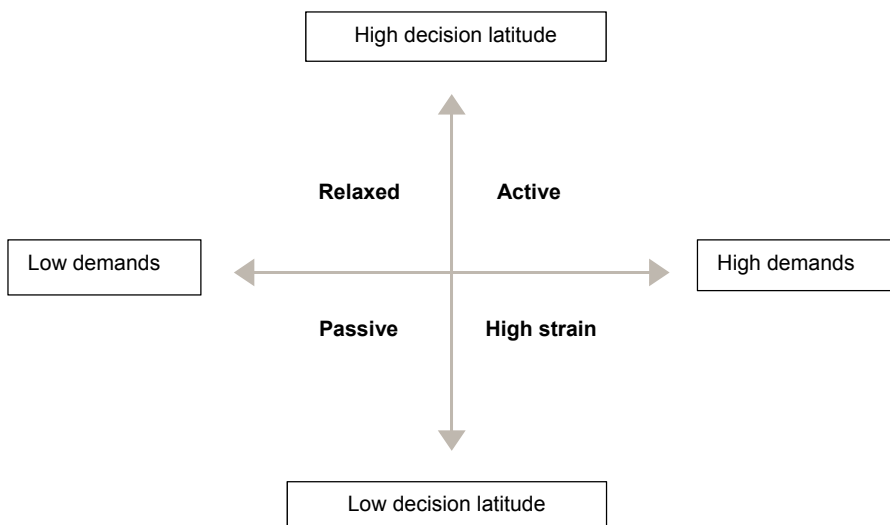 High decision latitude
Relaxed
Active
Low demands
High demands
Passive
High strain
Low decision latitude